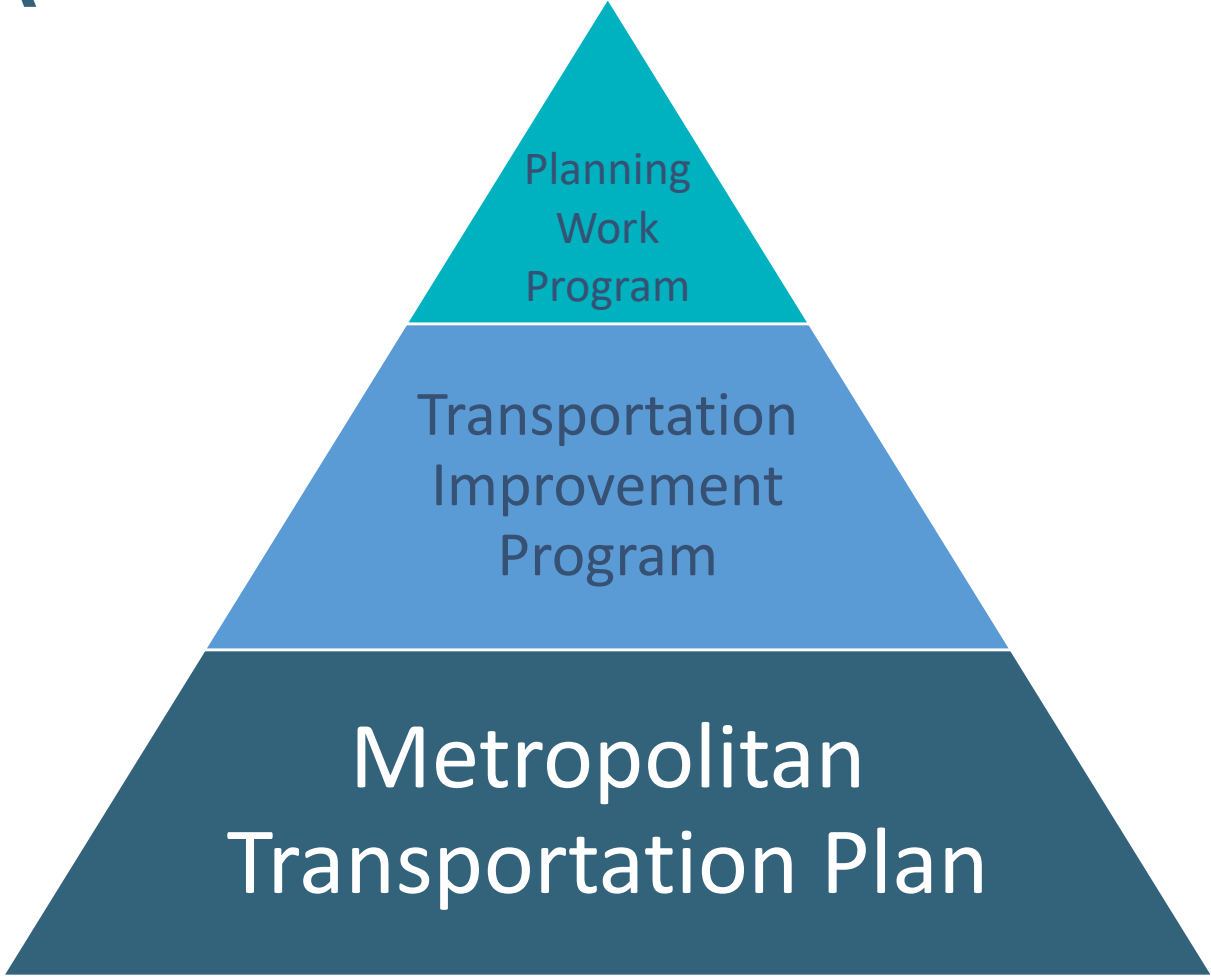 Planning
Work
Program
Transportation
Improvement
Program
Metropolitan
Transportation Plan